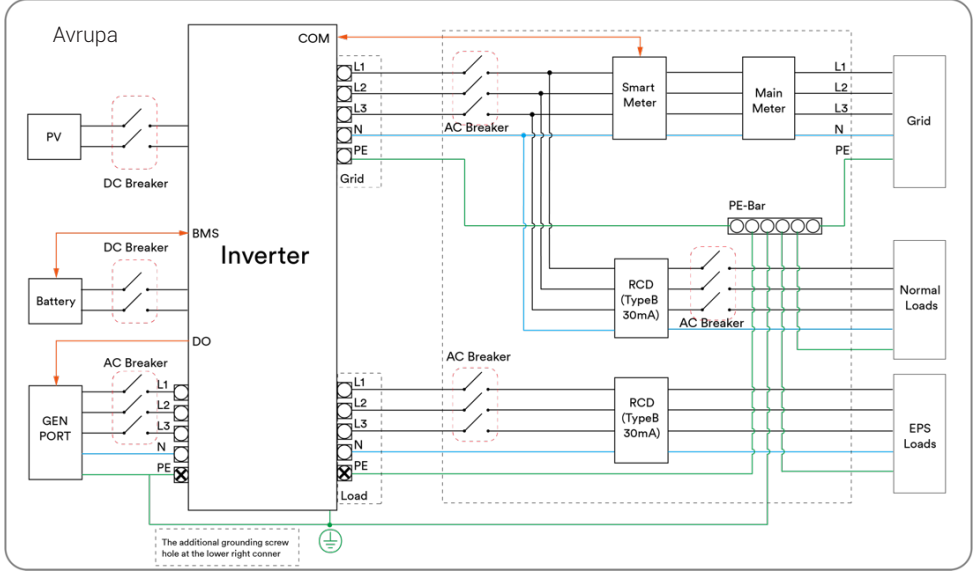 Avrupa
COM
L1
L2
L3
N
PE
Grid
AC Breaker
Smart
Meter
Main
Meter
L1
L2
L3
N
PE
Grid
PV
DC Breaker
PE-Bar
BMS
DC Breaker
Battery
Inverter
RCD
(TypeB
30mA)
AC Breaker
Normal
Loads
DO
AC Breaker
GEN
PORT
L1
L2
L3
N
PE
L1
L2
L3
N
PE
Load
AC Breaker
RCD
(TypeB
30mA)
EPS
Loads
The additional grounding screw
hole at the lower right conner